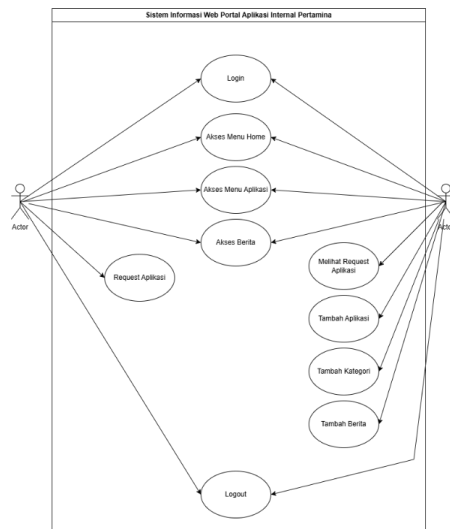 Sistem Informasi Web Portal Aplikasi Internal Pertamina
Login
Akses Menu Home
Akses Menu Aplikasi
Actor
Actor
Akses Berita
Request Aplikasi
Melihat Request
Aplikasi
Tambah Aplikasi
Tambah Kategori
Tambah Berita
Logout